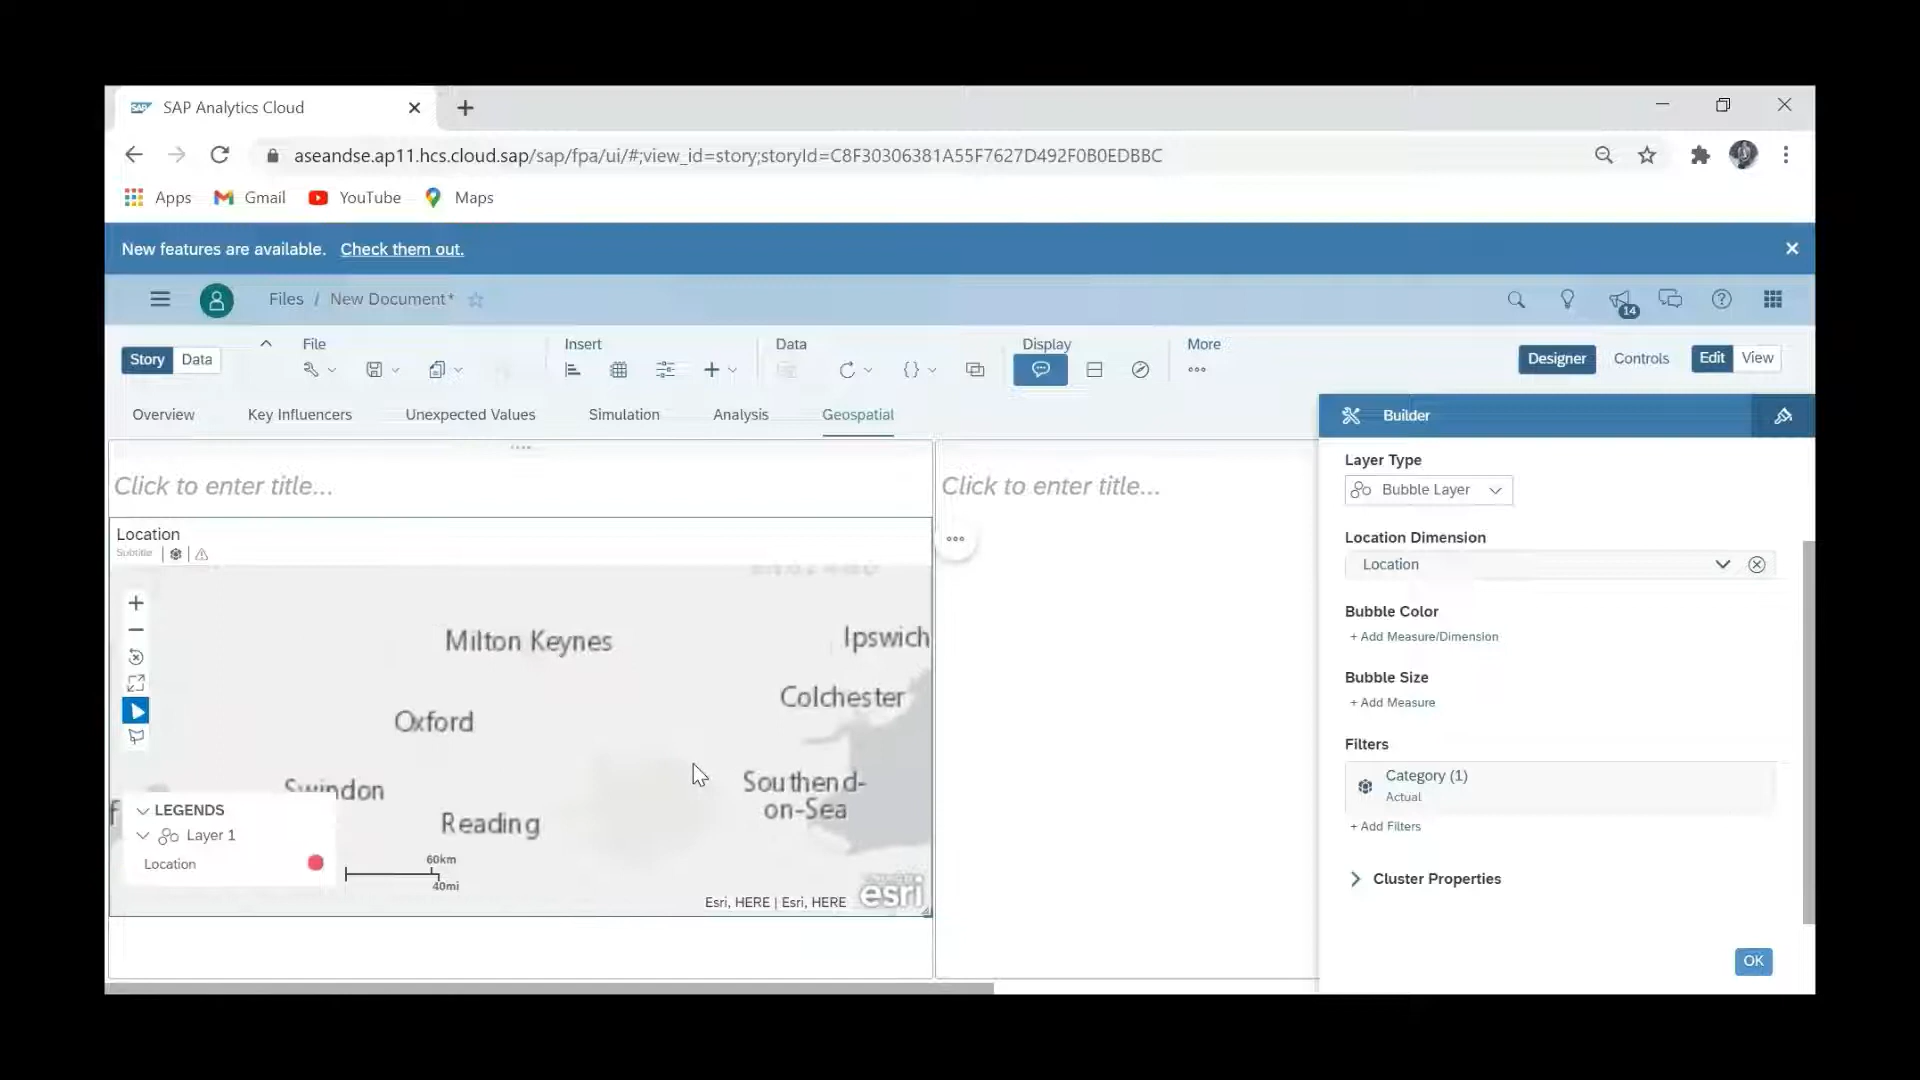 SAP Analytics Cloud
aseandse.ap11.hcs.cloud.sap/sap/fpa/ui/#;view_id=story;storyId=C8F30306381A55F7627D492F0B0EDBBC
Apps Gmail YouTube Maps
New features are available. Check them out.
Files / New Document*
14
File Insert Data Display More
Story Data
Designer Controls Edit View
Overview Key Influencers Unexpected Values Simulation Analysis Geospatial
Builder
Click to enter title...
Click to enter title...
Location
Subtitle
Milton Keynes
Ipswich
Colchester
Oxford
Southend-
on-Sea
Swindon
Reading
LEGENDS
Layer 1
Location
60km
40mi
Esri, HERE | Esri, HERE
esri
Layer Type
Bubble Layer
Location Dimension
Location
Bubble Color
+ Add Measure/Dimension
Bubble Size
+ Add Measure
Filters
Category (1)
Actual
+ Add Filters
Cluster Properties
OK